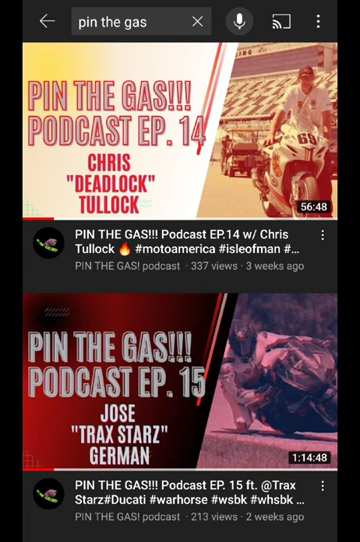 pin the gas
PIN THE GAS!!!
PODCAST EP. 14
CHRIS
"DEADLOCK"
TULLOCK
69
56:48
PIN THE GAS!!! Podcast EP.14 w/ Chris
Tullock 🔥 #motoamerica #isleofman #...
PIN THE GAS! podcast · 337 views · 3 weeks ago
PIN THE GAS!!!
PODCAST EP. 15
JOSE
"TRAX STARZ"
GERMAN
1:14:48
PIN THE GAS!!! Podcast EP. 15 ft. @Trax
Starz#Ducati #warhorse #wsbk #whsbk ...
PIN THE GAS! podcast · 213 views · 2 weeks ago